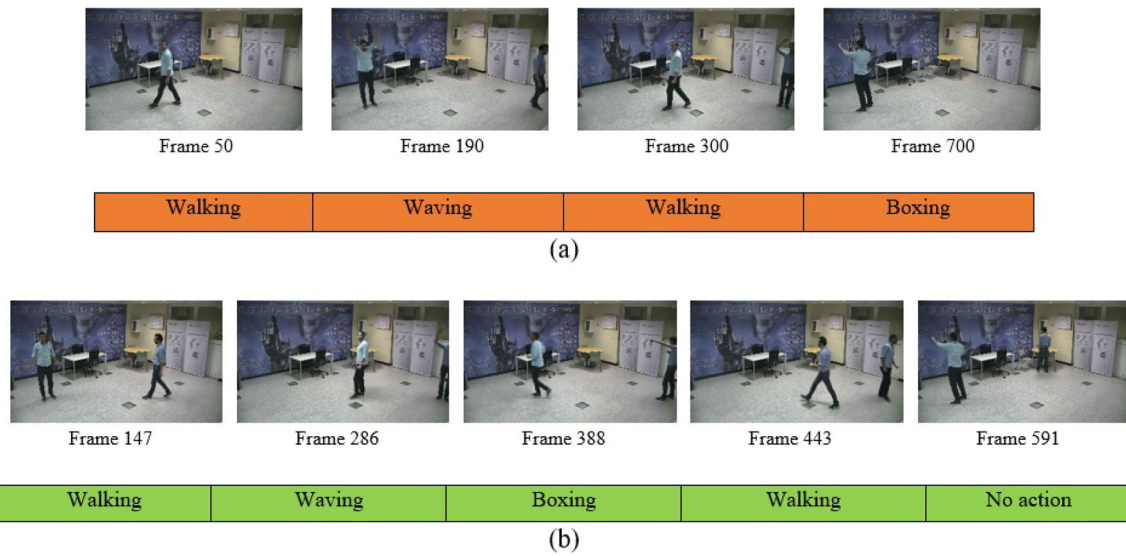 Frame 50 Frame 190 Frame 300 Frame 700
Walking Waving Walking Boxing
(a)
Frame 147 Frame 286 Frame 388 Frame 443 Frame 591
Walking Waving Boxing Walking No action
(b)